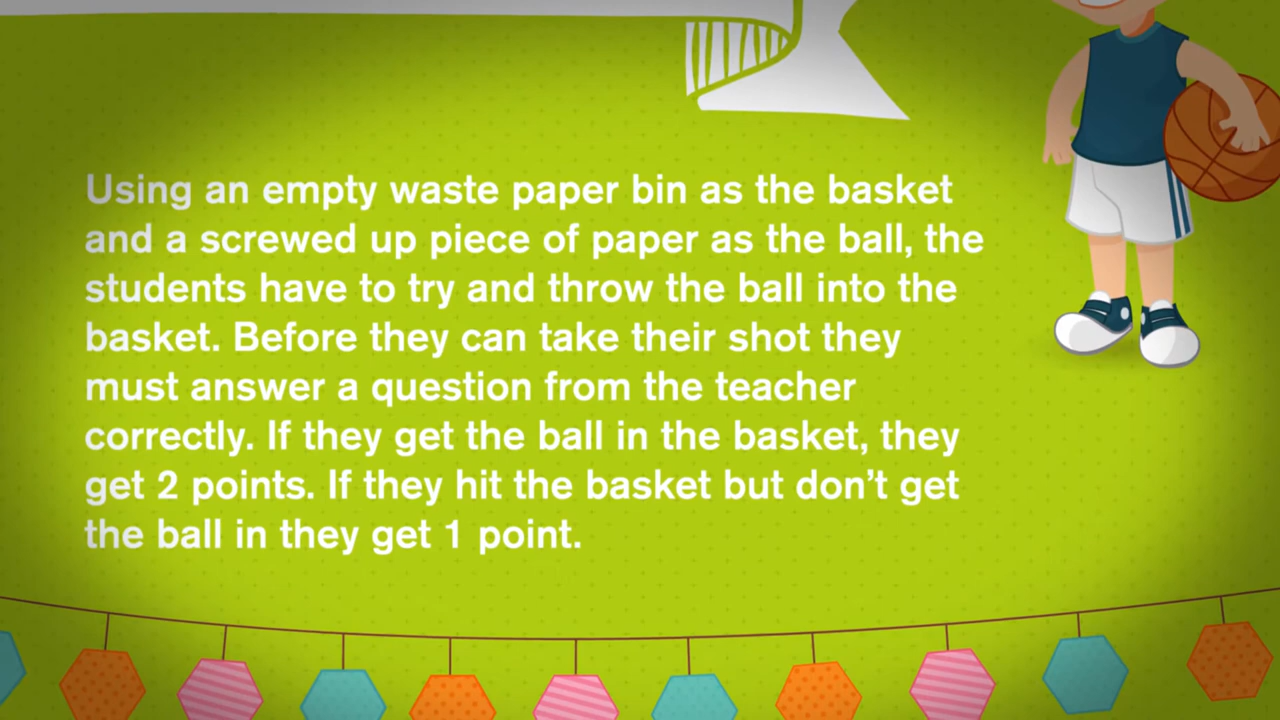 Using an empty waste paper bin as the basket
and a screwed up piece of paper as the ball, the
students have to try and throw the ball into the
basket. Before they can take their shot they
must answer a question from the teacher
correctly. If they get the ball in the basket, they
get 2 points. If they hit the basket but don’t get
the ball in they get 1 point.